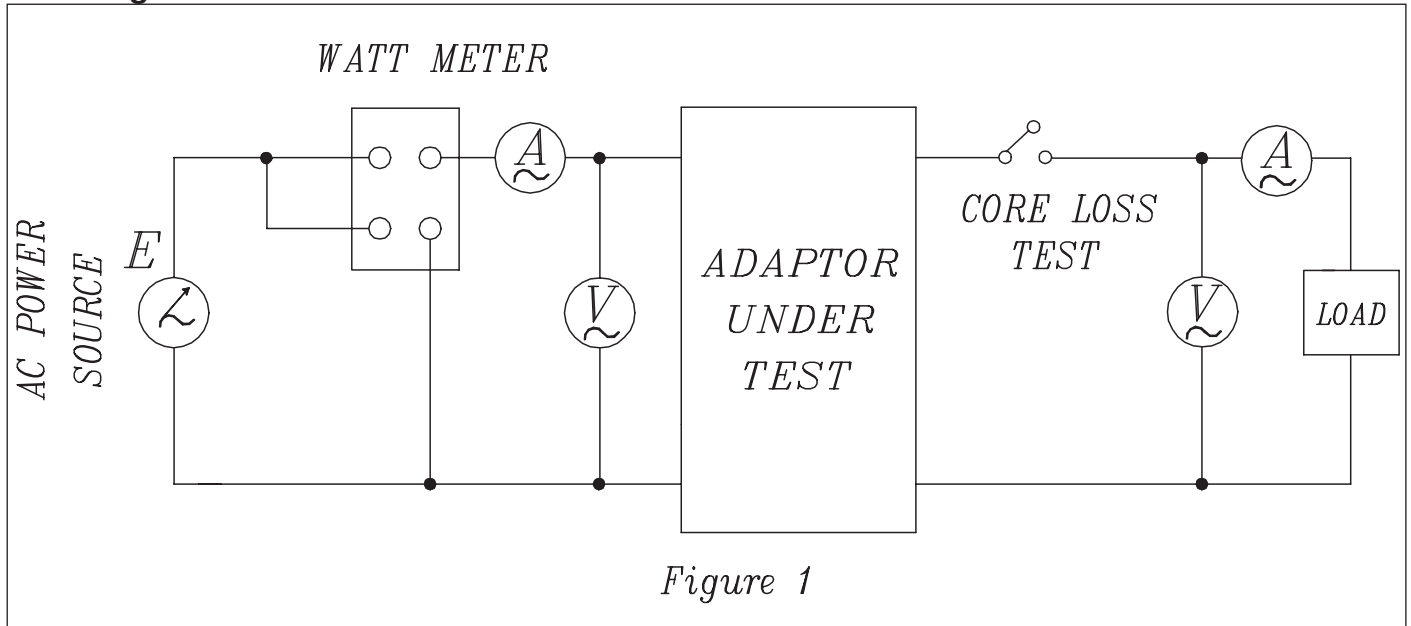 WATT METER
A
A
CORE LOSS
TEST
AC POWER
SOURCE
E
V
ADAPTOR
UNDER
TEST
V
LOAD
Figure 1